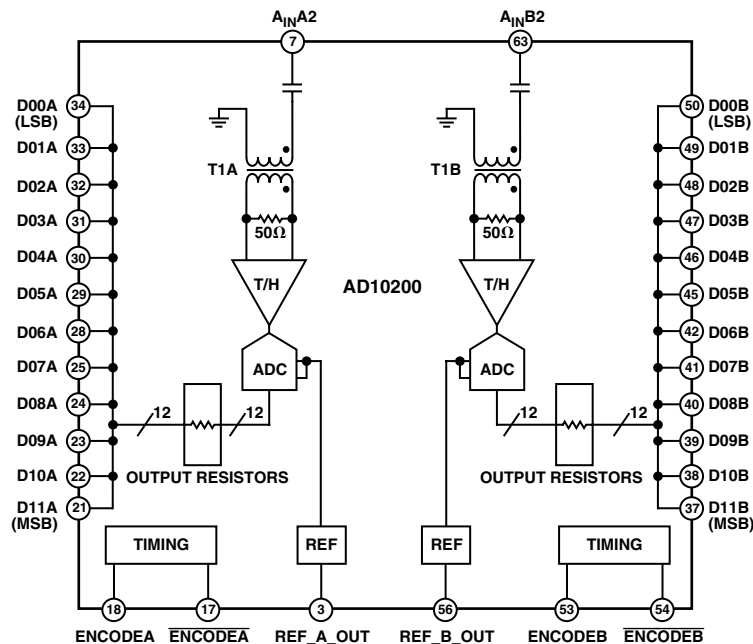 AINA2
AINB2
7
63
D00A
(LSB)
34
50
D00B
(LSB)
D01A
33
49
D01B
D02A
32
T1A
T1B
48
D02B
D03A
31
50Ω
50Ω
47
D03B
D04A
30
T/H
AD10200
T/H
46
D04B
D05A
29
45
D05B
D06A
28
42
D06B
D07A
25
ADC
ADC
41
D07B
D08A
24
12
12
12
12
40
D08B
D09A
23
39
D09B
D10A
22
OUTPUT RESISTORS
OUTPUT RESISTORS
38
D10B
D11A
(MSB)
21
37
D11B
(MSB)
TIMING
REF
REF
TIMING
18
17
3
56
53
54
ENCODEA
ENCODEA
REF_A_OUT
REF_B_OUT
ENCODEB
ENCODEB